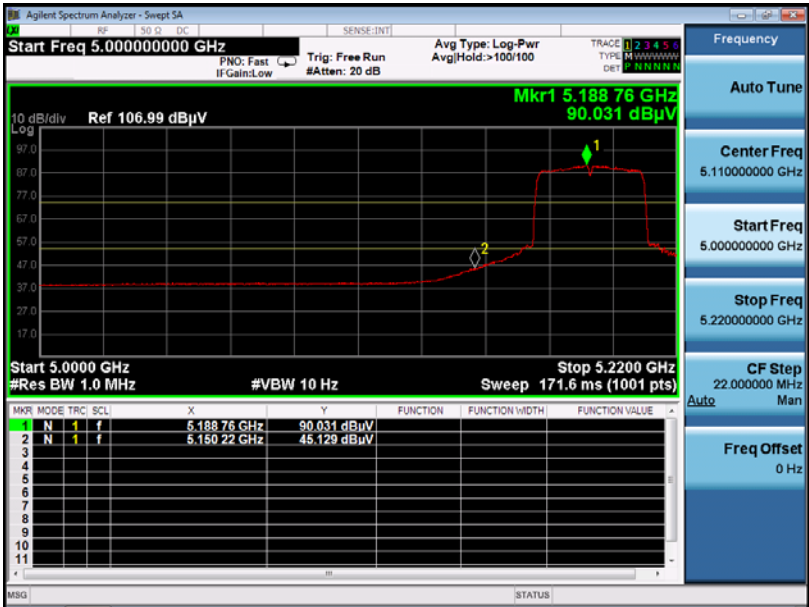 Agilent Spectrum Analyzer - Swept SA
RF 50 Ω DC SENSE:INT
Start Freq 5.000000000 GHz
PNO: Fast
IFGain:Low
Trig: Free Run
#Atten: 20 dB
Avg Type: Log-Pwr
Avg|Hold:>100/100
TRACE 1 2 3 4 5 6
TYPE M WWWWW
DET P N N N N N
Mkr1 5.188 76 GHz
90.031 dBµV
10 dB/div Ref 106.99 dBµV
Log
97.0
87.0
77.0
67.0
57.0
47.0
37.0
27.0
17.0
1
2
Start 5.0000 GHz Stop 5.2200 GHz
#Res BW 1.0 MHz #VBW 10 Hz Sweep 171.6 ms (1001 pts)
MKR MODE TRC SCL X Y FUNCTION FUNCTION WIDTH FUNCTION VALUE
1 N 1 f 5.188 76 GHz 90.031 dBµV
2 N 1 f 5.150 22 GHz 45.129 dBµV
3
4
5
6
7
8
9
10
11
MSG STATUS
Frequency
Auto Tune
Center Freq
5.110000000 GHz
Start Freq
5.000000000 GHz
Stop Freq
5.220000000 GHz
CF Step
22.000000 MHz
Auto Man
Freq Offset
0 Hz